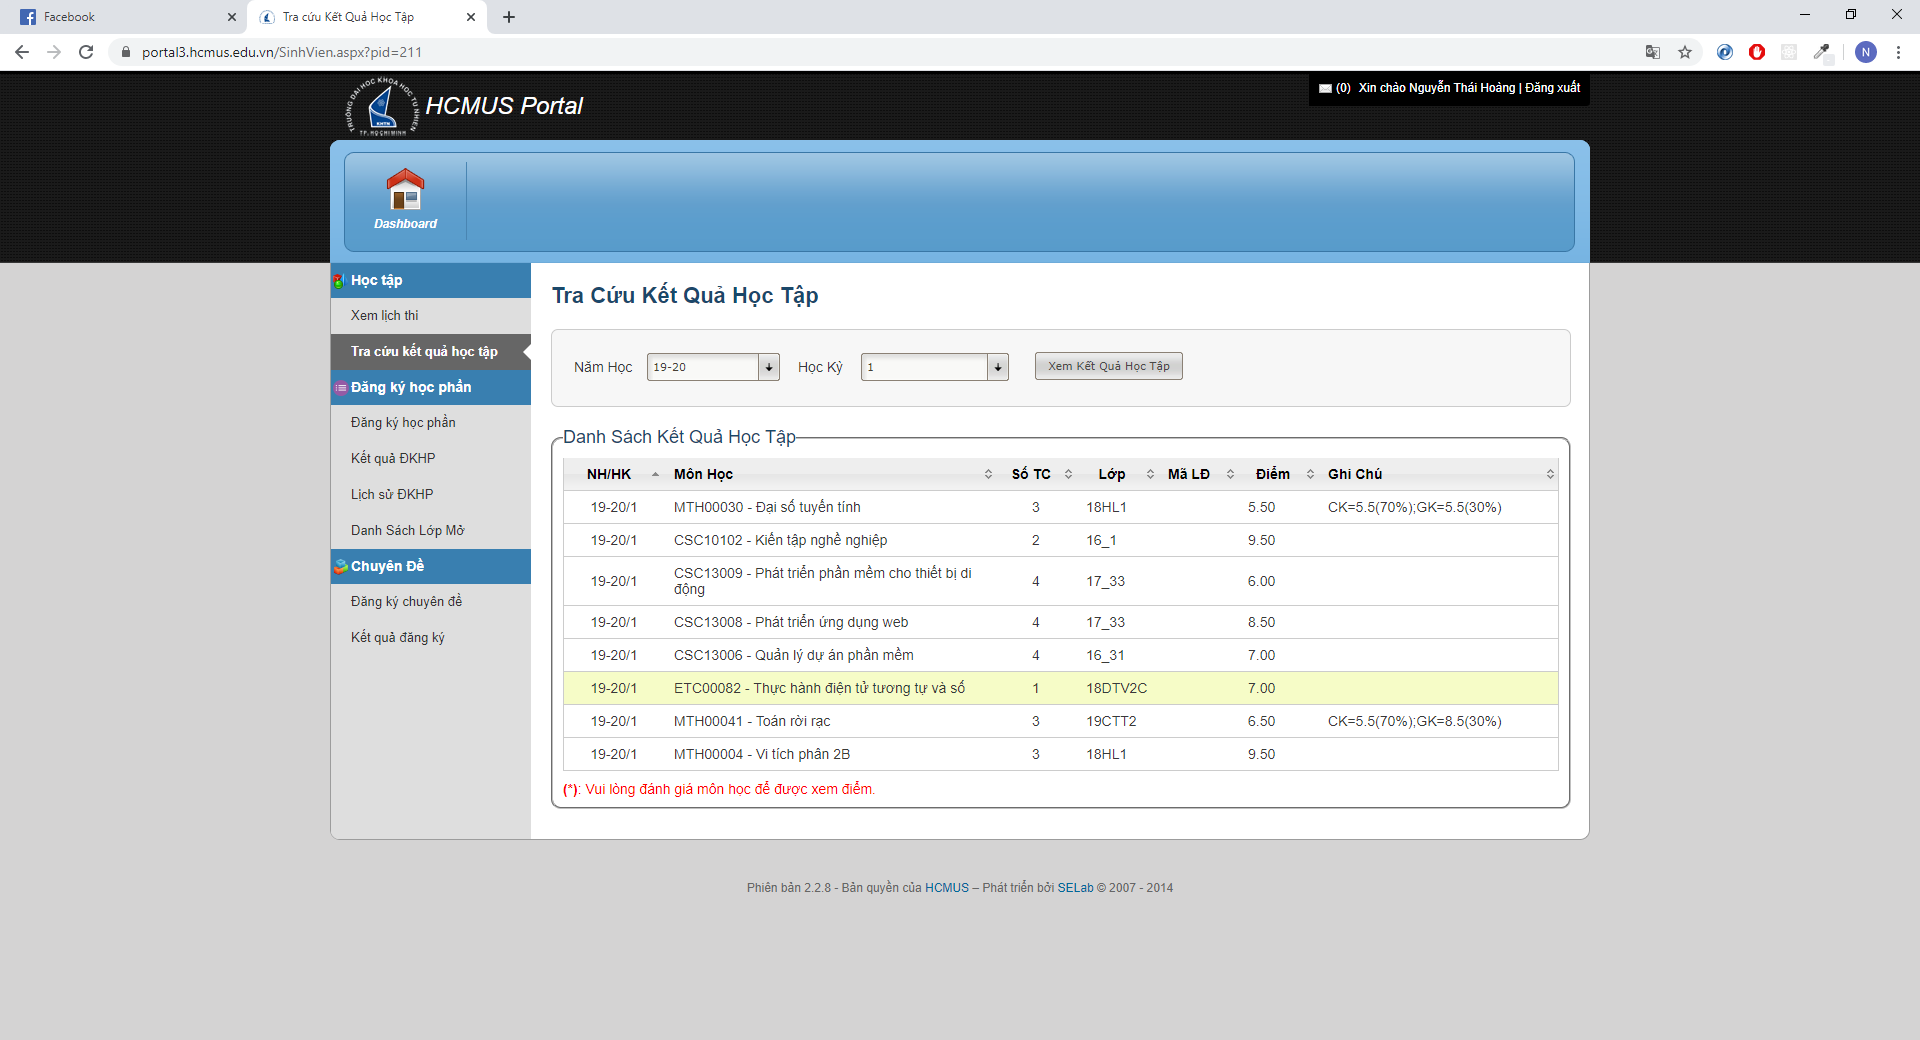 Facebook
Tra cứu Kết Quả Học Tập
portal3.hcmus.edu.vn/SinhVien.aspx?pid=211
N
TRƯỜNG ĐẠI HỌC KHOA HỌC TỰ NHIÊN
KHTN
TP. HỒ CHÍ MINH
HCMUS Portal
(0) Xin chào Nguyễn Thái Hoàng | Đăng xuất
Dashboard
Học tập
Xem lịch thi
Tra cứu kết quả học tập
Đăng ký học phần
Đăng ký học phần
Kết quả ĐKHP
Lịch sử ĐKHP
Danh Sách Lớp Mở
Chuyên Đề
Đăng ký chuyên đề
Kết quả đăng ký
Tra Cứu Kết Quả Học Tập
Năm Học 19-20 Học Kỳ 1 Xem Kết Quả Học Tập
Danh Sách Kết Quả Học Tập
NH/HK Môn Học Số TC Lớp Mã LĐ Điểm Ghi Chú
19-20/1 MTH00030 - Đại số tuyến tính 3 18HL1 5.50 CK=5.5(70%);GK=5.5(30%)
19-20/1 CSC10102 - Kiến tập nghề nghiệp 2 16_1 9.50
19-20/1 CSC13009 - Phát triển phần mềm cho thiết bị di động 4 17_33 6.00
19-20/1 CSC13008 - Phát triển ứng dụng web 4 17_33 8.50
19-20/1 CSC13006 - Quản lý dự án phần mềm 4 16_31 7.00
19-20/1 ETC00082 - Thực hành điện tử tương tự và số 1 18DTV2C 7.00
19-20/1 MTH00041 - Toán rời rạc 3 19CTT2 6.50 CK=5.5(70%);GK=8.5(30%)
19-20/1 MTH00004 - Vi tích phân 2B 3 18HL1 9.50
(*): Vui lòng đánh giá môn học để được xem điểm.
Phiên bản 2.2.8 - Bản quyền của HCMUS – Phát triển bởi SELab © 2007 - 2014